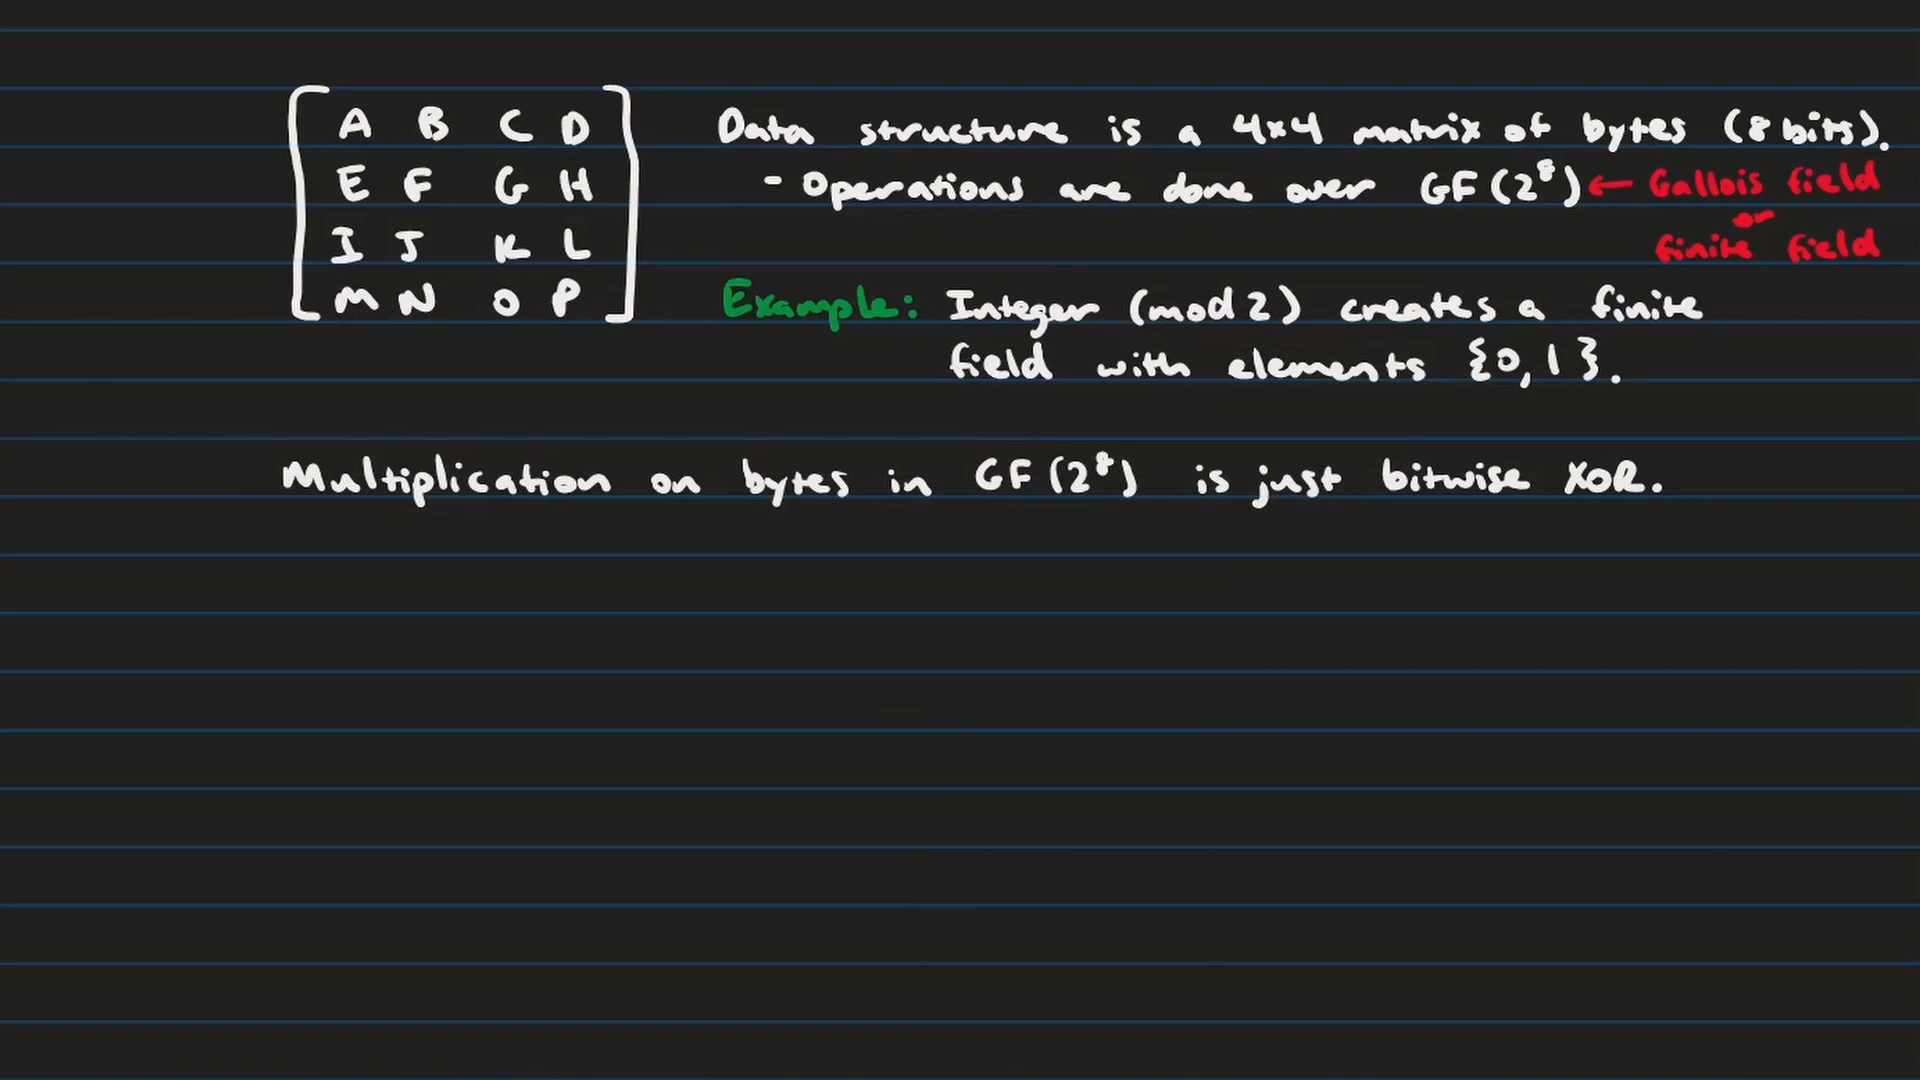 A B C D
E F G H
I J K L
M N O P
Data structure is a 4x4 matrix of bytes (8 bits).
- Operations are done over GF(2⁸) ← Gallois field
or
finite field
Example: Integer (mod 2) creates a finite
field with elements {0,1}.
Multiplication on bytes in GF(2⁸) is just bitwise XOR.